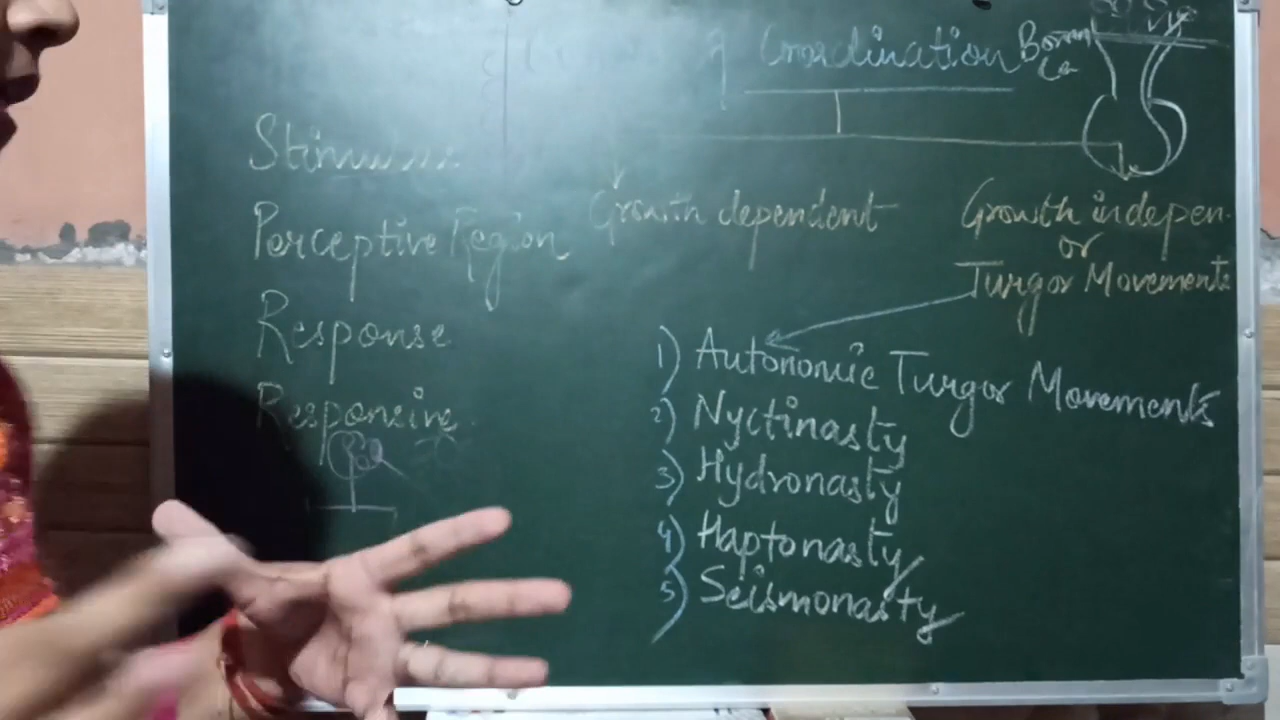 of Coordination
Stimulus
Perceptive Region
Response
Responsive
Growth dependent
Growth indepen.
or
Turgor Movements
1) Autonomic Turgor Movements
2) Nyctinasty
3) Hydronasty
4) Haptonasty
5) Seismonasty